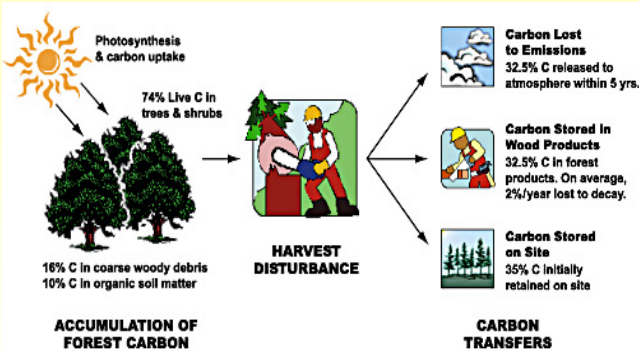 Photosynthesis
& carbon uptake
74% Live C in
trees & shrubs
16% C in coarse woody debris
10% C in organic soil matter
ACCUMULATION OF
FOREST CARBON
HARVEST
DISTURBANCE
Carbon Lost
to Emissions
32.5% C released to
atmosphere within 5 yrs.
Carbon Stored in
Wood Products
32.5% C in forest
products. On average,
2%/year lost to decay.
Carbon Stored
on Site
35% C initially
retained on site
CARBON
TRANSFERS